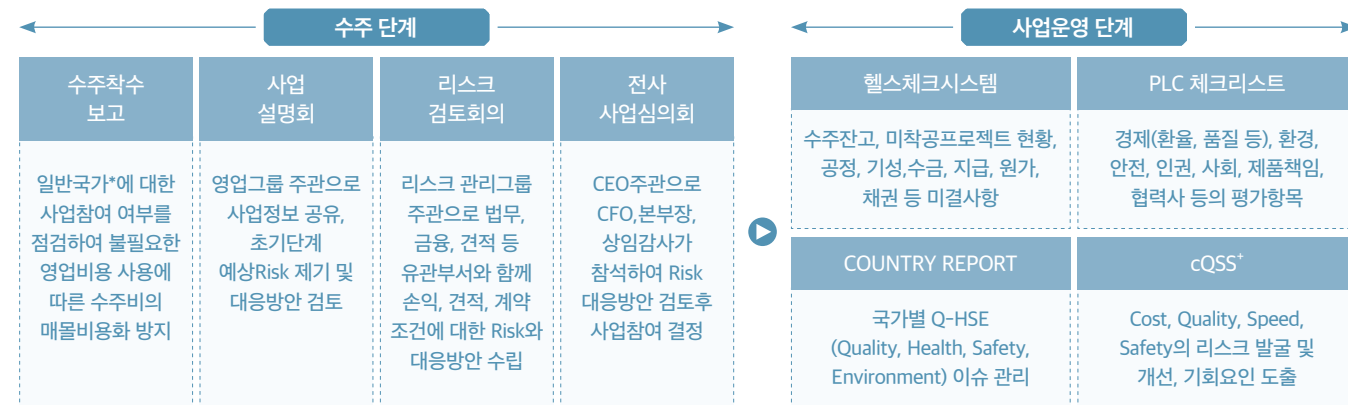 수주 단계
수주착수
보고
일반국가*에 대한
사업참여 여부를
점검하여 불필요한
영업비용 사용에
따른 수주비의
매몰비용화 방지
사업
설명회
영업그룹 주관으로
사업정보 공유,
초기단계
예상Risk 제기 및
대응방안 검토
리스크
검토회의
리스크 관리그룹
주관으로 법무,
금융, 견적 등
유관부서와 함께
손익, 견적, 계약
조건에 대한 Risk와
대응방안 수립
전사
사업심의회
CEO주관으로
CFO,본부장,
상임감사가
참석하여 Risk
대응방안 검토후
사업참여 결정
사업운영 단계
헬스체크시스템
수주잔고, 미착공프로젝트 현황,
공정, 기성,수금, 지급, 원가,
채권 등 미결사항
PLC 체크리스트
경제(환율, 품질 등), 환경,
안전, 인권, 사회, 제품책임,
협력사 등의 평가항목
COUNTRY REPORT
국가별 Q-HSE
(Quality, Health, Safety,
Environment) 이슈 관리
cQSS⁺
Cost, Quality, Speed,
Safety의 리스크 발굴 및
개선, 기회요인 도출